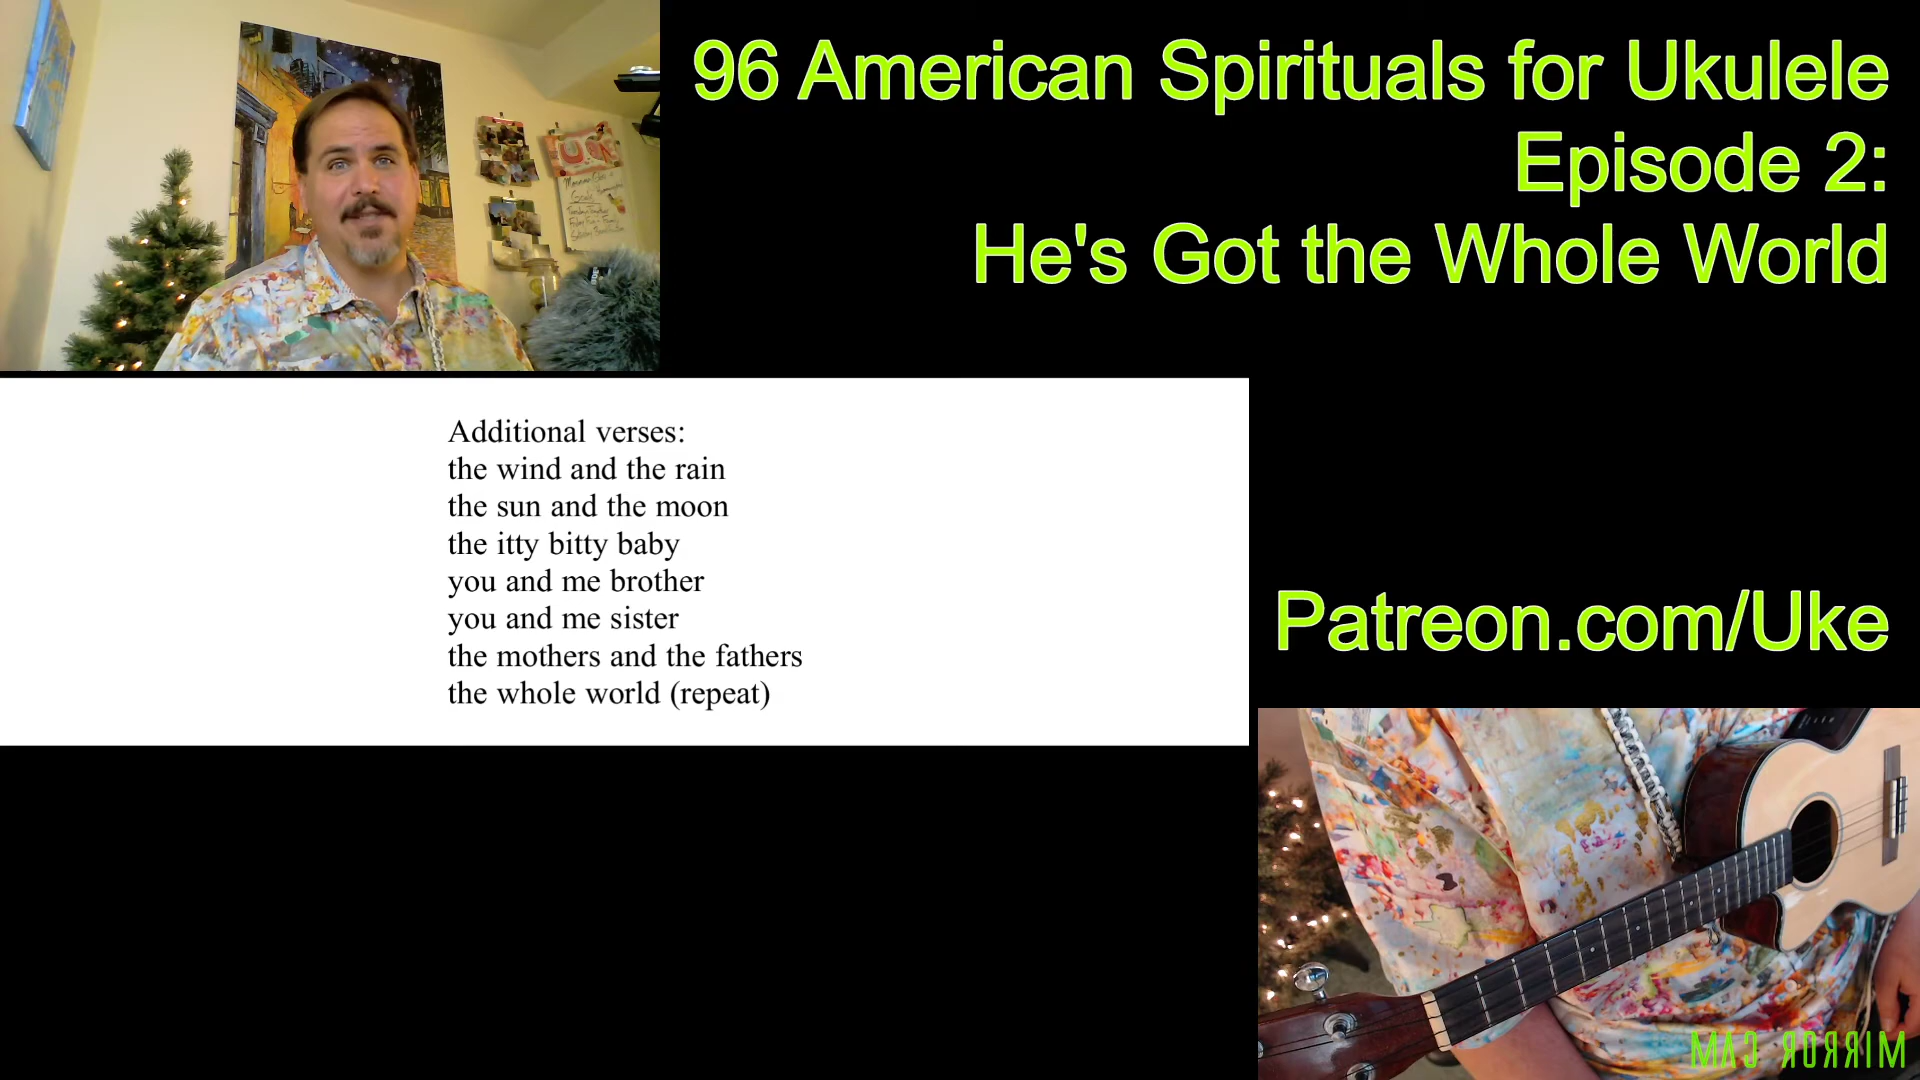 96 American Spirituals for Ukulele
Episode 2:
He's Got the Whole World
Additional verses:
the wind and the rain
the sun and the moon
the itty bitty baby
you and me brother
you and me sister
the mothers and the fathers
the whole world (repeat)
Patreon.com/Uke
MIRROR CAM